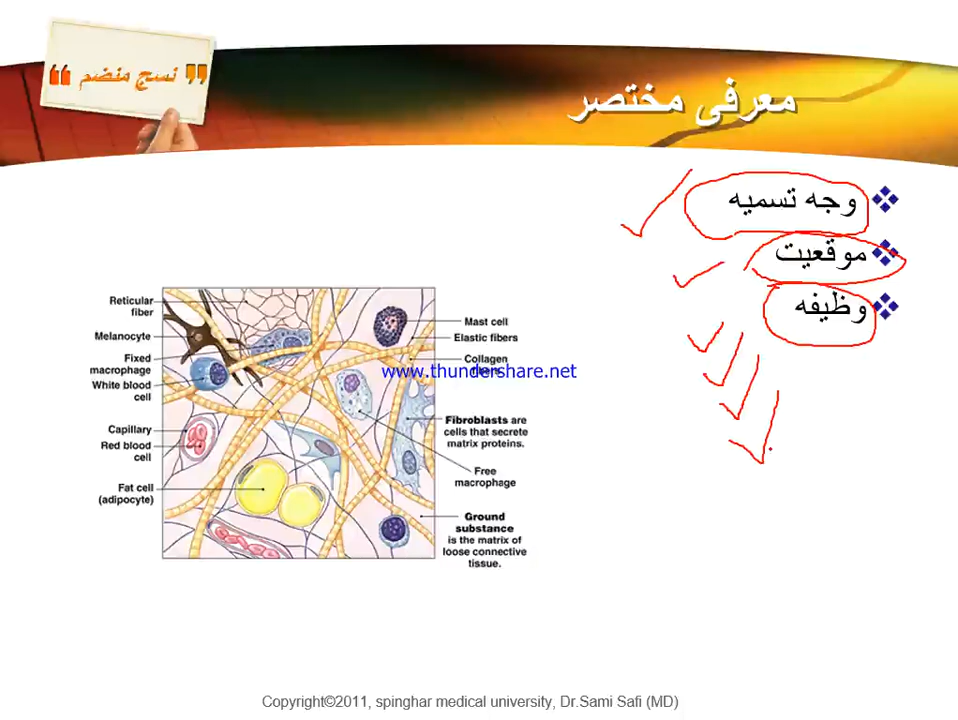 ❞ نسج منضم ❝
معرفی مختصر
وجه تسمیه
موقعیت
وظیفه
Reticular
fiber
Melanocyte
Fixed
macrophage
White blood
cell
Capillary
Red blood
cell
Fat cell
(adipocyte)
Mast cell
Elastic fibers
Collagen
www.thundershare.net
Fibroblasts are
cells that secrete
matrix proteins.
Free
macrophage
Ground
substance
is the matrix of
loose connective
tissue.
Copyright©2011, spinghar medical university, Dr.Sami Safi (MD)